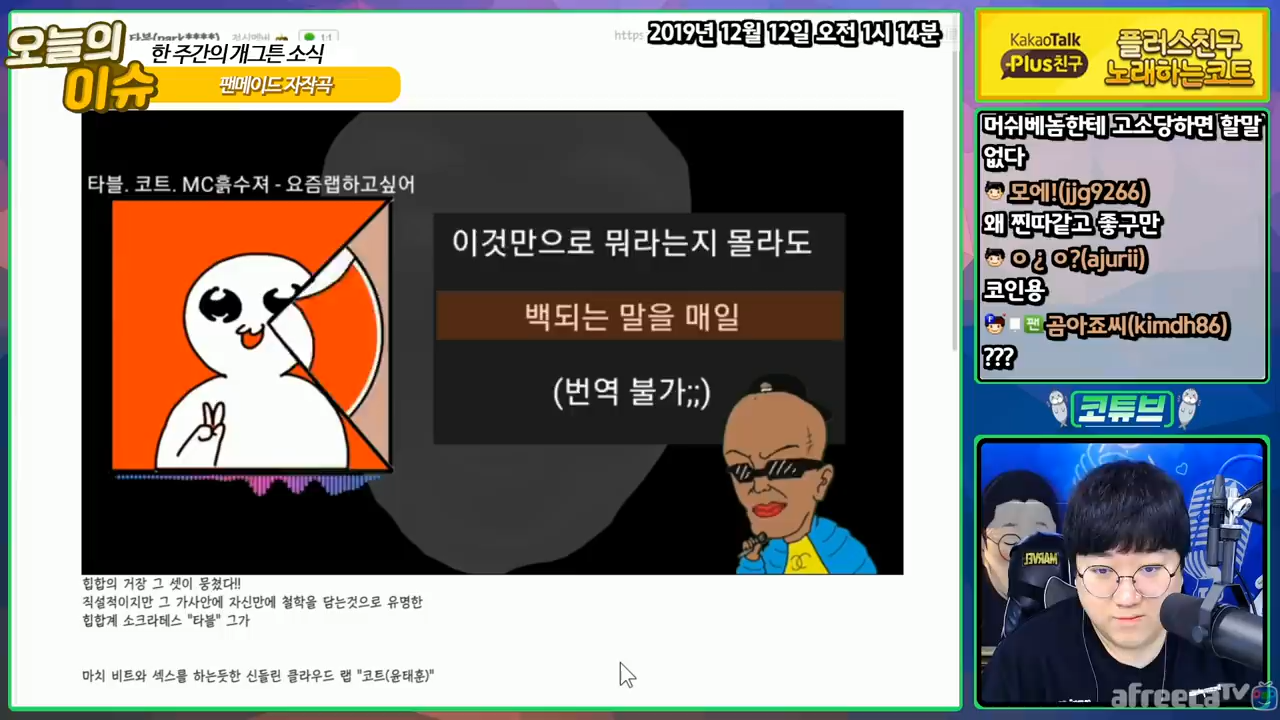 오늘의
이슈
한 주간의 개그튼 소식
팬메이드 자작곡
https
2019년 12월 12일 오전 1시 14분
타블. 코트. MC흙수져 - 요즘랩하고싶어
이것만으로 뭐라는지 몰라도
백되는 말을 매일
(번역 불가;;)
힙합의 거장 그 셋이 뭉쳤다!!
직설적이지만 그 가사안에 자신만에 철학을 담는것으로 유명한
힙합계 소크라테스 "타블" 그가
마치 비트와 섹스를 하는듯한 신들린 클라우드 랩 "코트(윤태훈)"
KakaoTalk
Plus친구
플러스친구
노래하는코트
머쉬베놈한테 고소당하면 할말
없다
모에!(jjg9266)
왜 찐따같고 좋구만
ㅇ ¿ ㅇ?(ajurii)
코인용
팬 곰아죠씨(kimdh86)
???
코튜브
MARVEL
afreecaTV